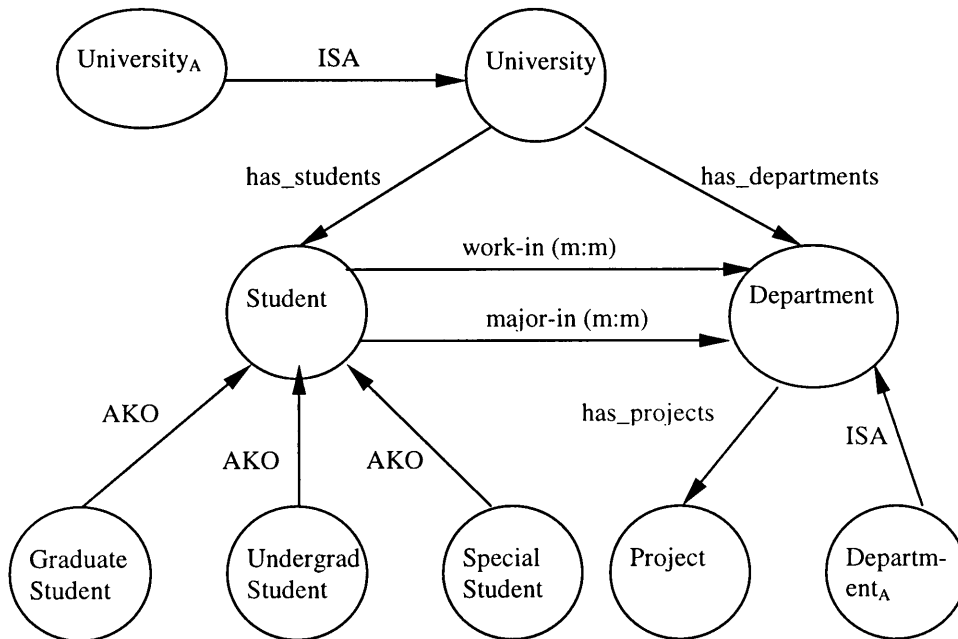 University_A
ISA
University
has_students
has_departments
work-in (m:m)
Student
Department
major-in (m:m)
has_projects
AKO
AKO
AKO
ISA
Graduate
Student
Undergrad
Student
Special
Student
Project
Departm-
ent_A